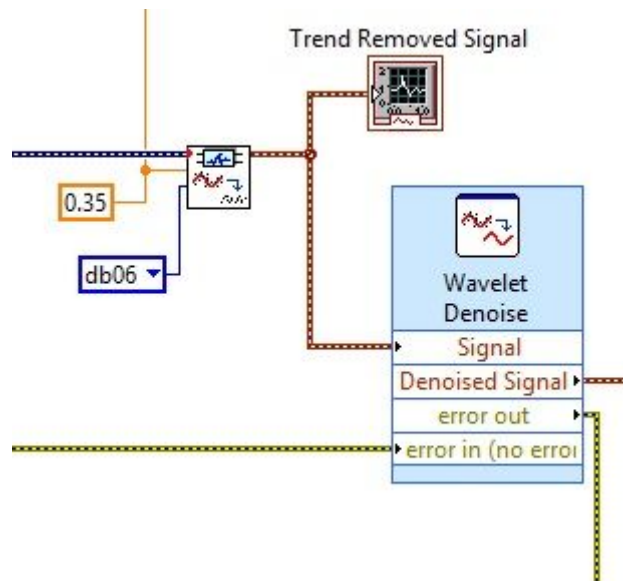 Trend Removed Signal
0.35
db06
Wavelet
Denoise
Signal
Denoised Signal
error out
error in (no error